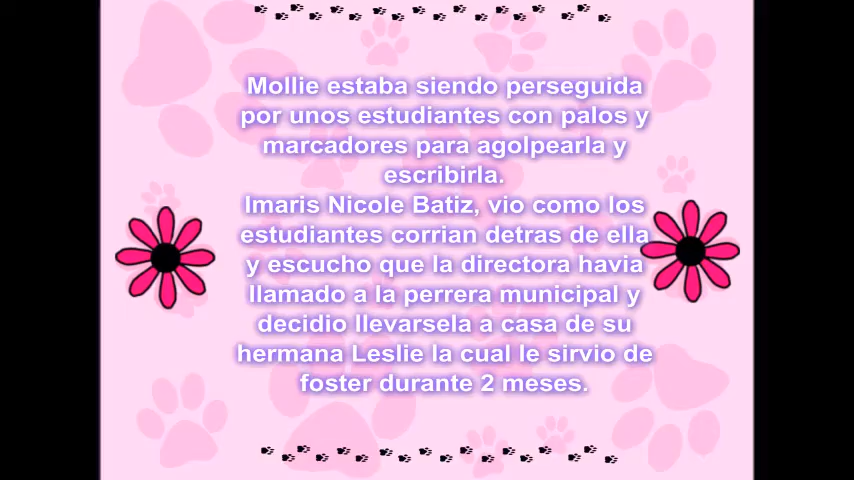 Mollie estaba siendo perseguida
por unos estudiantes con palos y
marcadores para agolpearla y
escribirla.
Imaris Nicole Batiz, vio como los
estudiantes corrian detras de ella
y escucho que la directora havia
llamado a la perrera municipal y
decidio llevarsela a casa de su
hermana Leslie la cual le sirvio de
foster durante 2 meses.